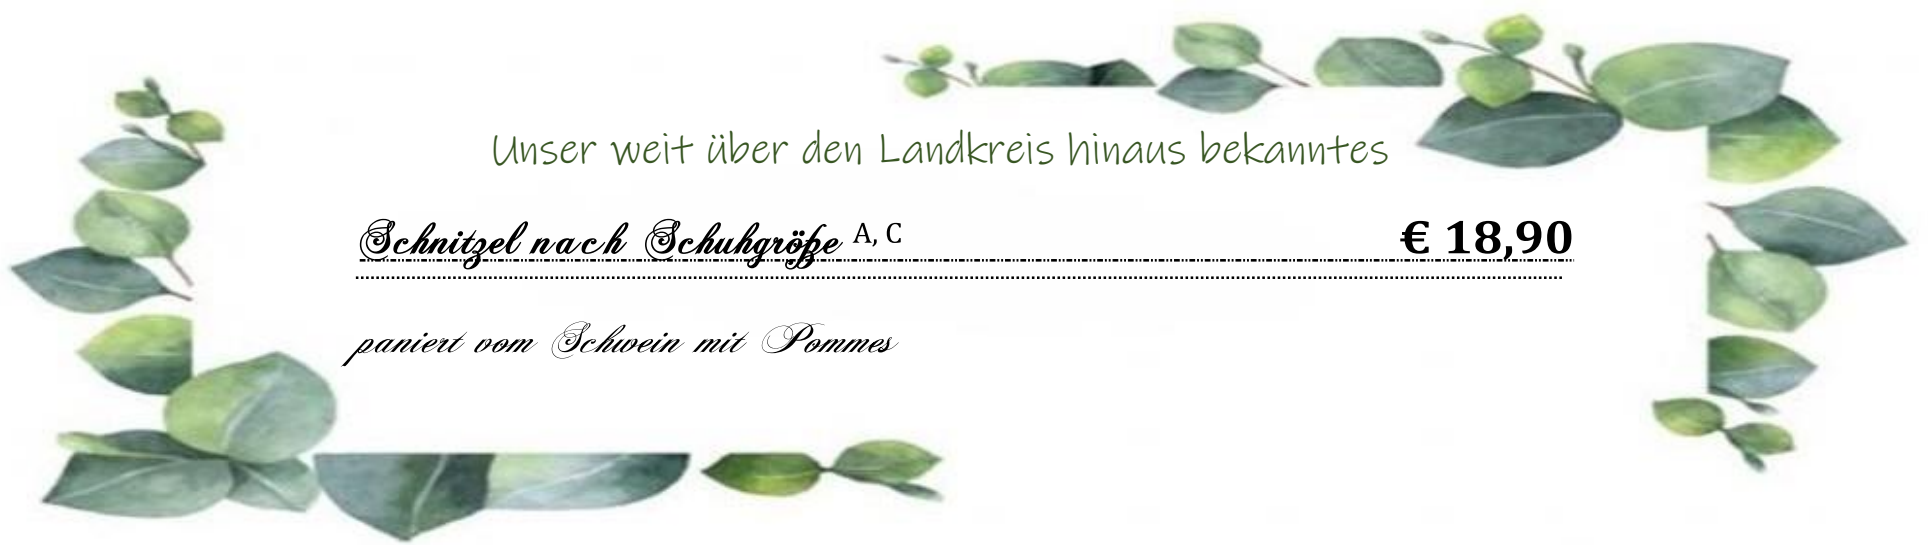 Unser weit über den Landkreis hinaus bekanntes
Schnitzel nach Schuhgröße A, C € 18,90
paniert vom Schwein mit Pommes